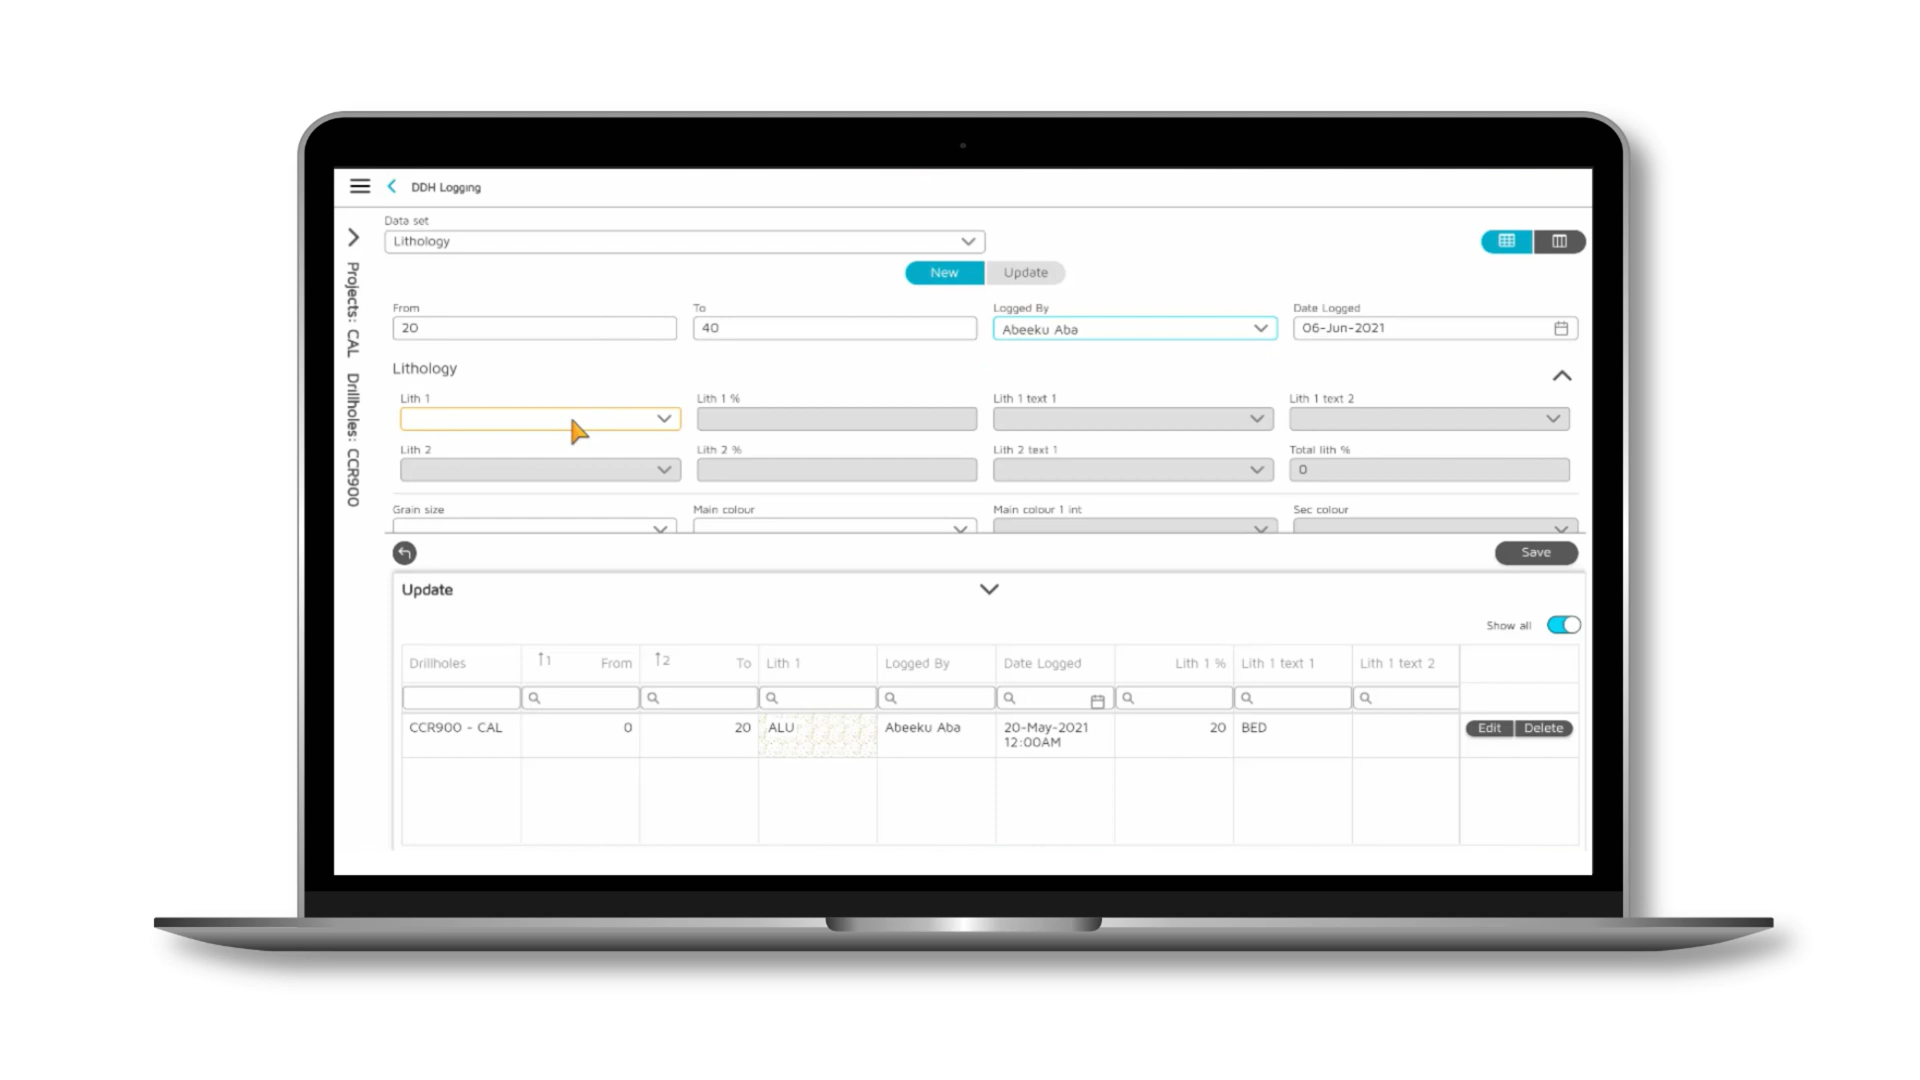 DDH Logging
Data set
Lithology
New Update
Projects: CAL Drillholes: CCR900
From To Logged By Date Logged
20 40 Abeeku Aba 06-Jun-2021
Lithology
Lith 1 Lith 1 % Lith 1 text 1 Lith 1 text 2
Lith 2 Lith 2 % Lith 2 text 1 Total lith %
0
Grain size Main colour Main colour 1 int Sec colour
Save
Update
Show all
Drillholes 1 From 2 To Lith 1 Logged By Date Logged Lith 1 % Lith 1 text 1 Lith 1 text 2
CCR900 - CAL 0 20 ALU Abeeku Aba 20-May-2021 20 BED Edit Delete
12:00AM